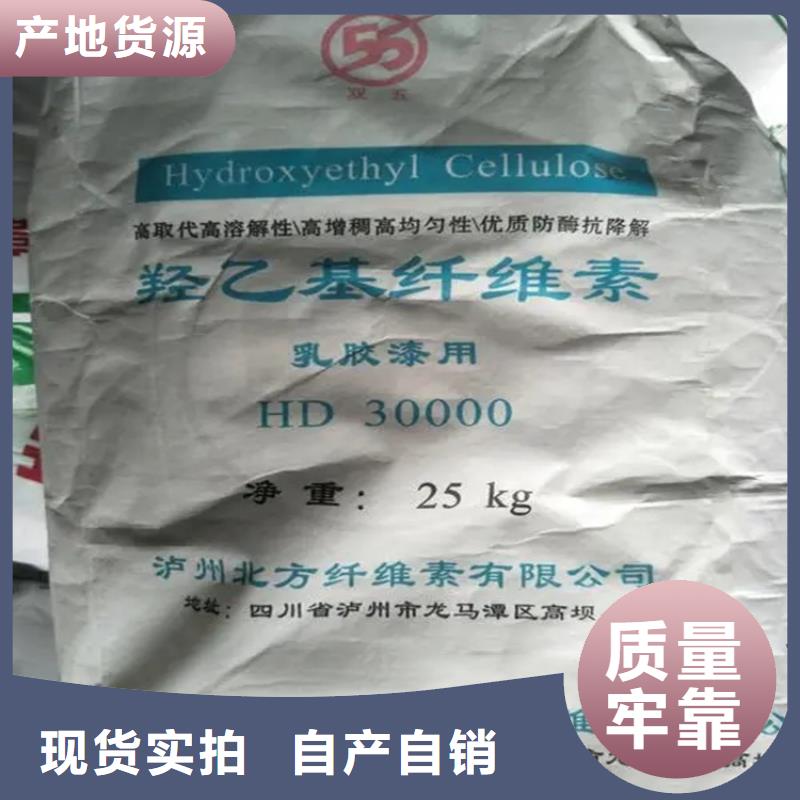 产地货源
55
双五
Hydroxyethyl Cellulose
高取代高溶解性\高增稠高均匀性\优质防酶抗降解
羟乙基纤维素
乳胶漆用
HD 30000
净重： 25 kg
泸州北方纤维素有限公司
地址：四川省泸州市龙马潭区高坝
质量
牢靠
现货实拍 自产自销